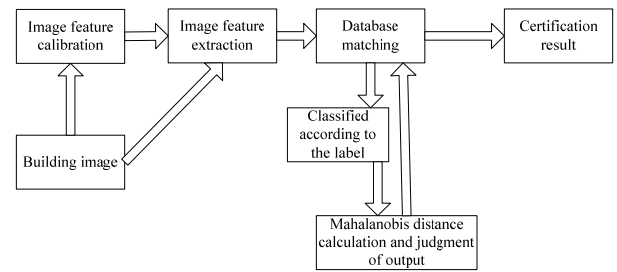 Image feature
calibration
Image feature
extraction
Database
matching
Certification
result
Building image
Classified
according to
the label
Mahalanobis distance
calculation and judgment
of output